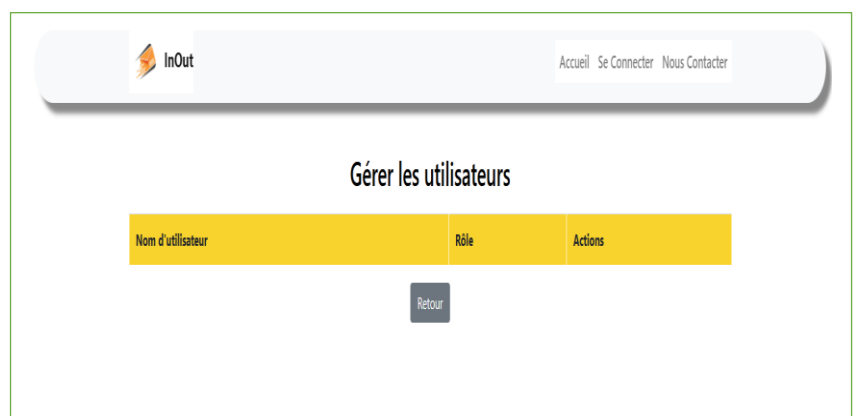 InOut
Accueil Se Connecter Nous Contacter
Gérer les utilisateurs
Nom d'utilisateur Rôle Actions
Retour